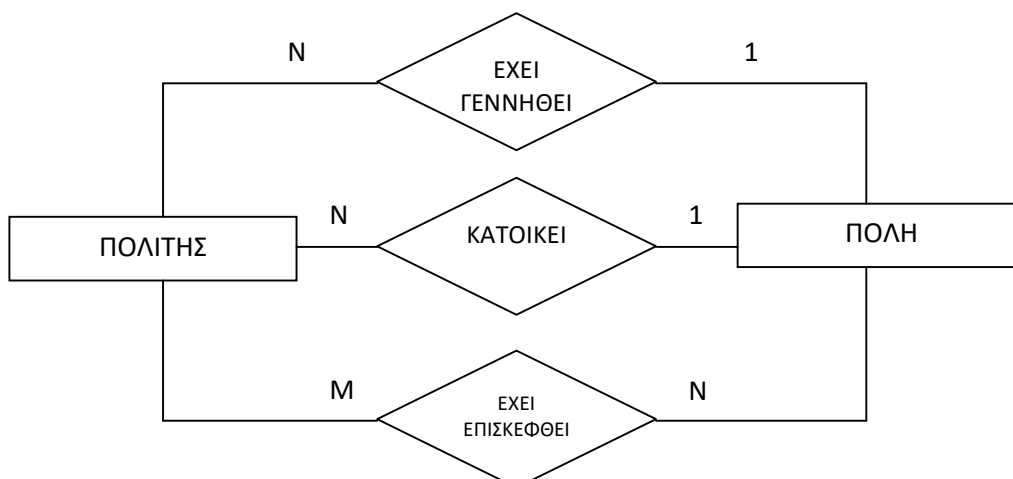 N
1
ΕΧΕΙ
ΓΕΝΝΗΘΕΙ
N
1
ΚΑΤΟΙΚΕΙ
ΠΟΛΙΤΗΣ
ΠΟΛΗ
M
N
ΕΧΕΙ
ΕΠΙΣΚΕΦΘΕΙ